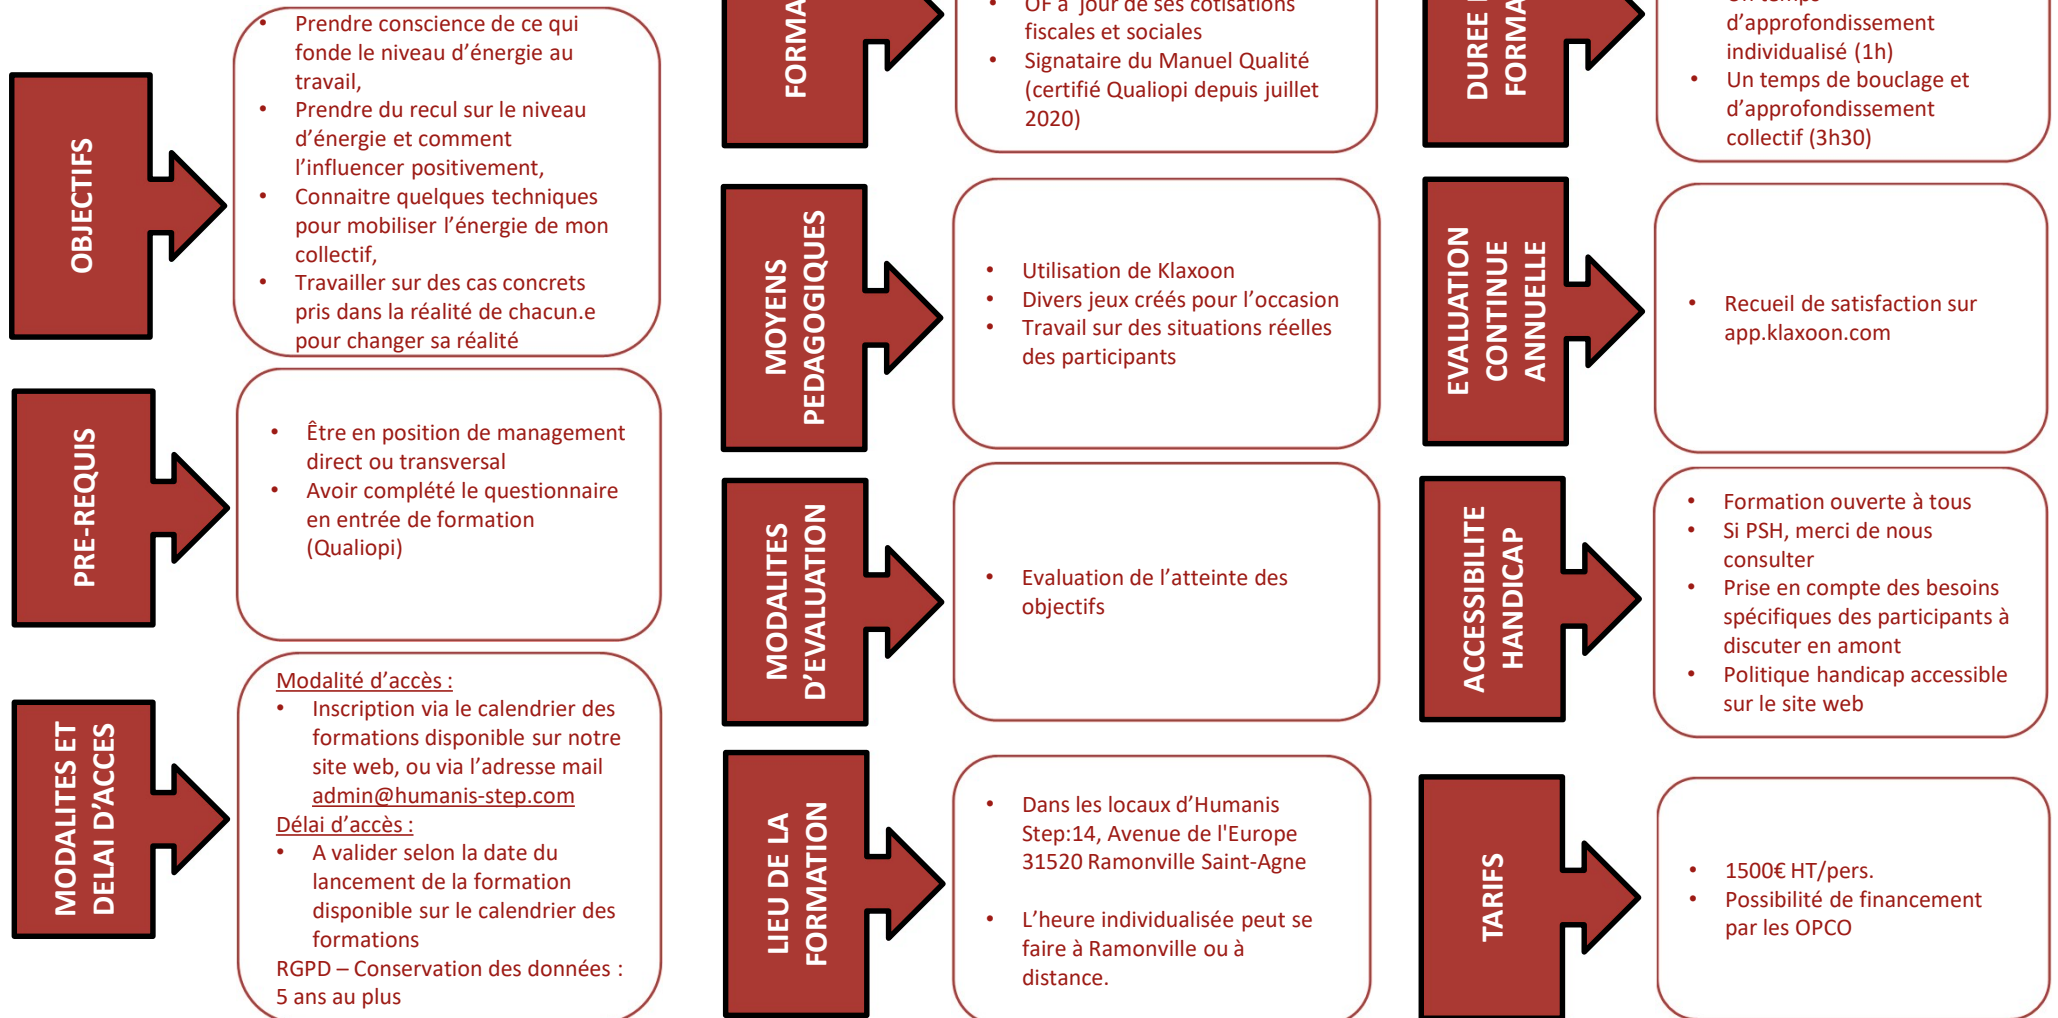 OBJECTIFS
• Prendre conscience de ce qui
fonde le niveau d’énergie au
travail,
• Prendre du recul sur le niveau
d’énergie et comment
l’influencer positivement,
• Connaitre quelques techniques
pour mobiliser l’énergie de mon
collectif,
• Travailler sur des cas concrets
pris dans la réalité de chacun.e
pour changer sa réalité
PRE-REQUIS
• Être en position de management
direct ou transversal
• Avoir complété le questionnaire
en entrée de formation
(Qualiopi)
MODALITES ET
DELAI D’ACCES
Modalité d’accès :
• Inscription via le calendrier des
formations disponible sur notre
site web, ou via l’adresse mail
admin@humanis-step.com
Délai d’accès :
• A valider selon la date du
lancement de la formation
disponible sur le calendrier des
formations
RGPD – Conservation des données :
5 ans au plus
FORMA
• OF à jour de ses cotisations
fiscales et sociales
• Signataire du Manuel Qualité
(certifié Qualiopi depuis juillet
2020)
MOYENS
PEDAGOGIQUES
• Utilisation de Klaxoon
• Divers jeux créés pour l’occasion
• Travail sur des situations réelles
des participants
MODALITES
D’EVALUATION
• Evaluation de l’atteinte des
objectifs
LIEU DE LA
FORMATION
• Dans les locaux d’Humanis
Step:14, Avenue de l'Europe
31520 Ramonville Saint-Agne
• L’heure individualisée peut se
faire à Ramonville ou à
distance.
DUREE
FORMA
• Un temps
d’approfondissement
individualisé (1h)
• Un temps de bouclage et
d’approfondissement
collectif (3h30)
EVALUATION
CONTINUE
ANNUELLE
• Recueil de satisfaction sur
app.klaxoon.com
ACCESSIBILITE
HANDICAP
• Formation ouverte à tous
• Si PSH, merci de nous
consulter
• Prise en compte des besoins
spécifiques des participants à
discuter en amont
• Politique handicap accessible
sur le site web
TARIFS
• 1500€ HT/pers.
• Possibilité de financement
par les OPCO